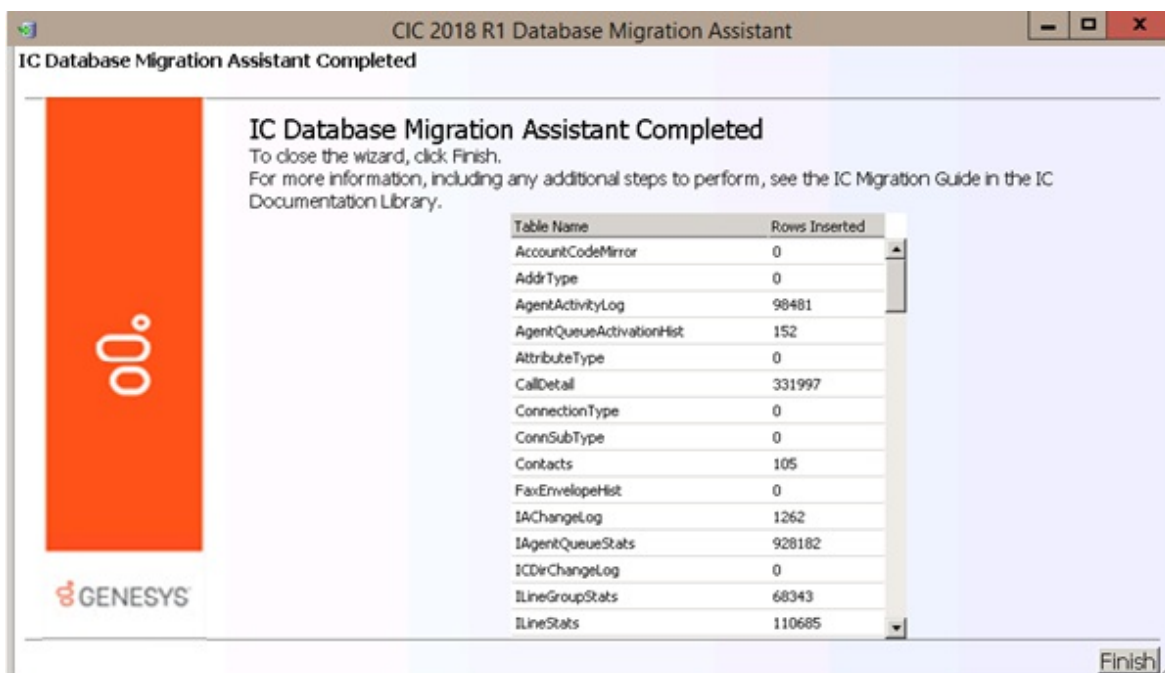 CIC 2018 R1 Database Migration Assistant
IC Database Migration Assistant Completed
IC Database Migration Assistant Completed
To close the wizard, click Finish.
For more information, including any additional steps to perform, see the IC Migration Guide in the IC
Documentation Library.
Table Name Rows Inserted
AccountCodeMirror 0
AddrType 0
AgentActivityLog 98481
AgentQueueActivationHist 152
AttributeType 0
CallDetail 331997
ConnectionType 0
ConnSubType 0
Contacts 105
FaxEnvelopeHist 0
IAChangeLog 1262
IAgentQueueStats 928182
ICDirChangeLog 0
ILineGroupStats 68343
ILineStats 110685
GENESYS
Finish